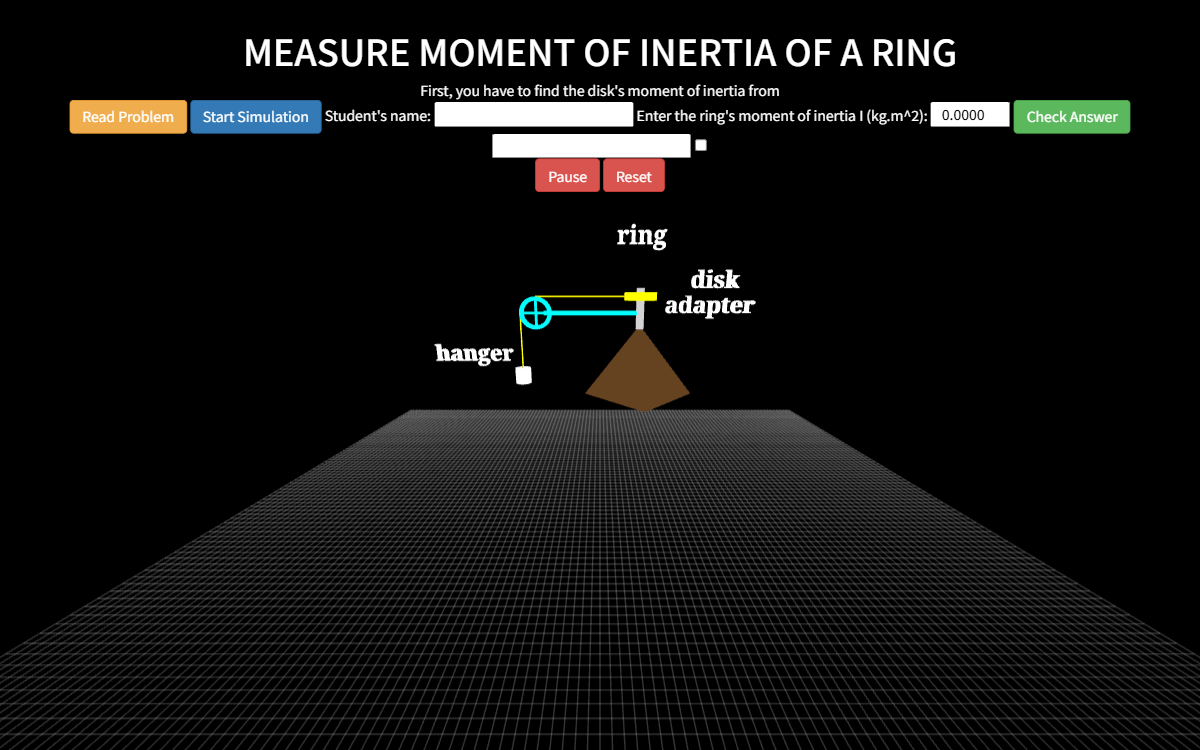 MEASURE MOMENT OF INERTIA OF A RING
First, you have to find the disk's moment of inertia from
Read Problem Start Simulation Student's name: Enter the ring's moment of inertia I (kg.m^2): 0.0000 Check Answer
Pause Reset
ring
disk
adapter
hanger